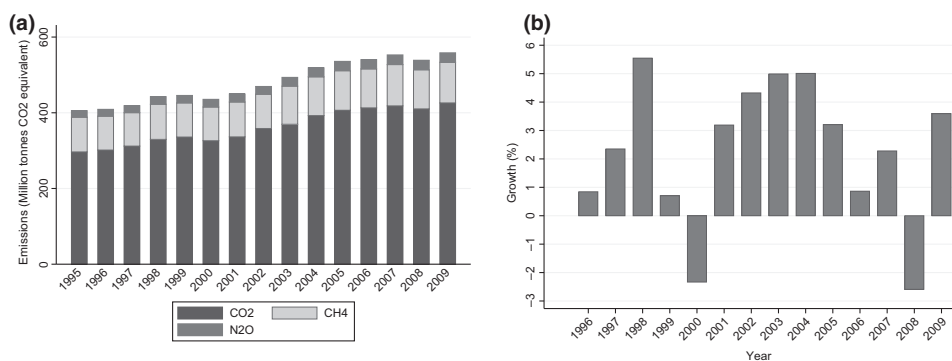 (a)
Emissions (Million tonnes CO2 equivalent)
600
400
200
0
1995 1996 1997 1998 1999 2000 2001 2002 2003 2004 2005 2006 2007 2008 2009
CO2 CH4
N2O
(b)
Growth (%)
6
5
4
3
2
1
0
−1
−2
−3
1996 1997 1998 1999 2000 2001 2002 2003 2004 2005 2006 2007 2008 2009
Year